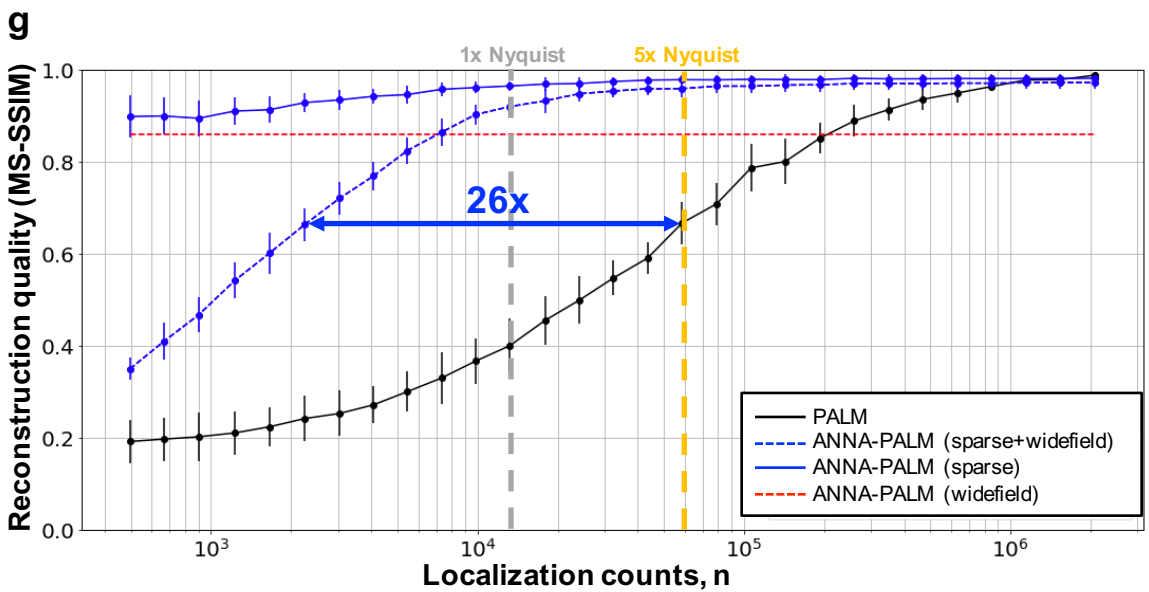 g
1x Nyquist 5x Nyquist
1.0
0.8
0.6
0.4
0.2
0.0
Reconstruction quality (MS-SSIM)
26x
PALM
ANNA-PALM (sparse+widefield)
ANNA-PALM (sparse)
ANNA-PALM (widefield)
10³ 10⁴ 10⁵ 10⁶
Localization counts, n